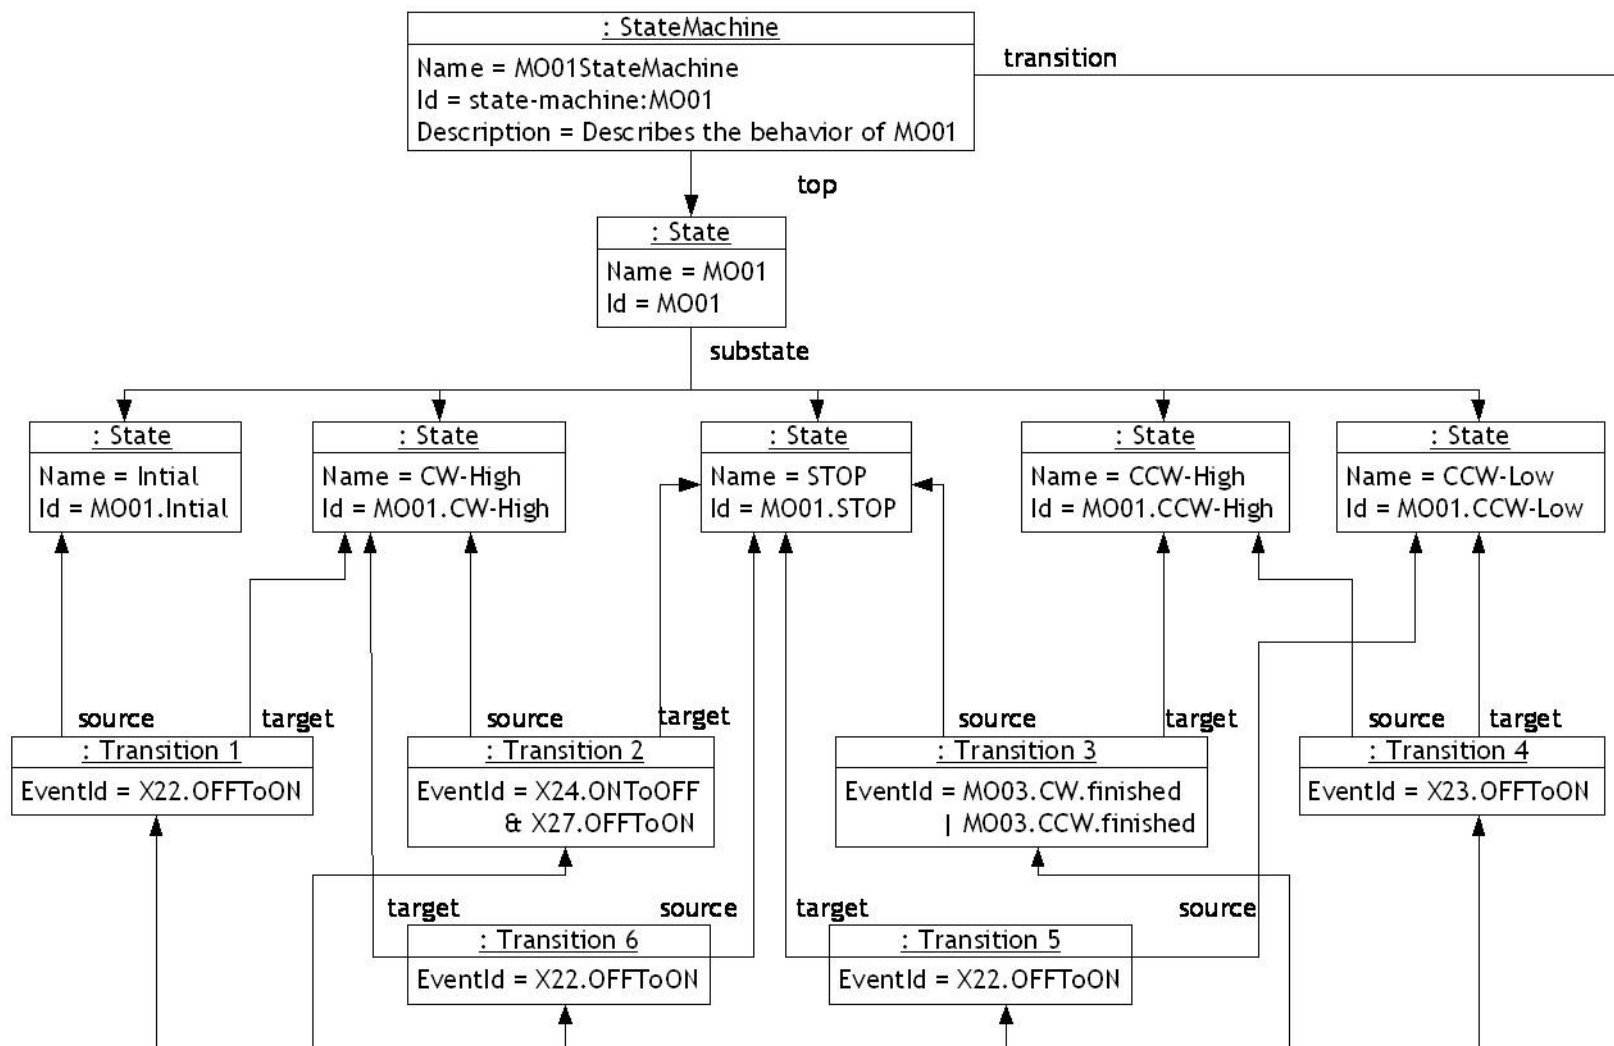 : StateMachine
Name = MO01StateMachine
Id = state-machine:MO01
Description = Describes the behavior of MO01
transition
top
: State
Name = MO01
Id = MO01
substate
: State
Name = Intial
Id = MO01.Intial
: State
Name = CW-High
Id = MO01.CW-High
: State
Name = STOP
Id = MO01.STOP
: State
Name = CCW-High
Id = MO01.CCW-High
: State
Name = CCW-Low
Id = MO01.CCW-Low
source
target
source
target
source
target
source
target
: Transition 1
EventId = X22.OFFToON
: Transition 2
EventId = X24.ONToOFF
& X27.OFFToON
: Transition 3
EventId = MO03.CW.finished
| MO03.CCW.finished
: Transition 4
EventId = X23.OFFToON
target
source
target
source
: Transition 6
EventId = X22.OFFToON
: Transition 5
EventId = X22.OFFToON